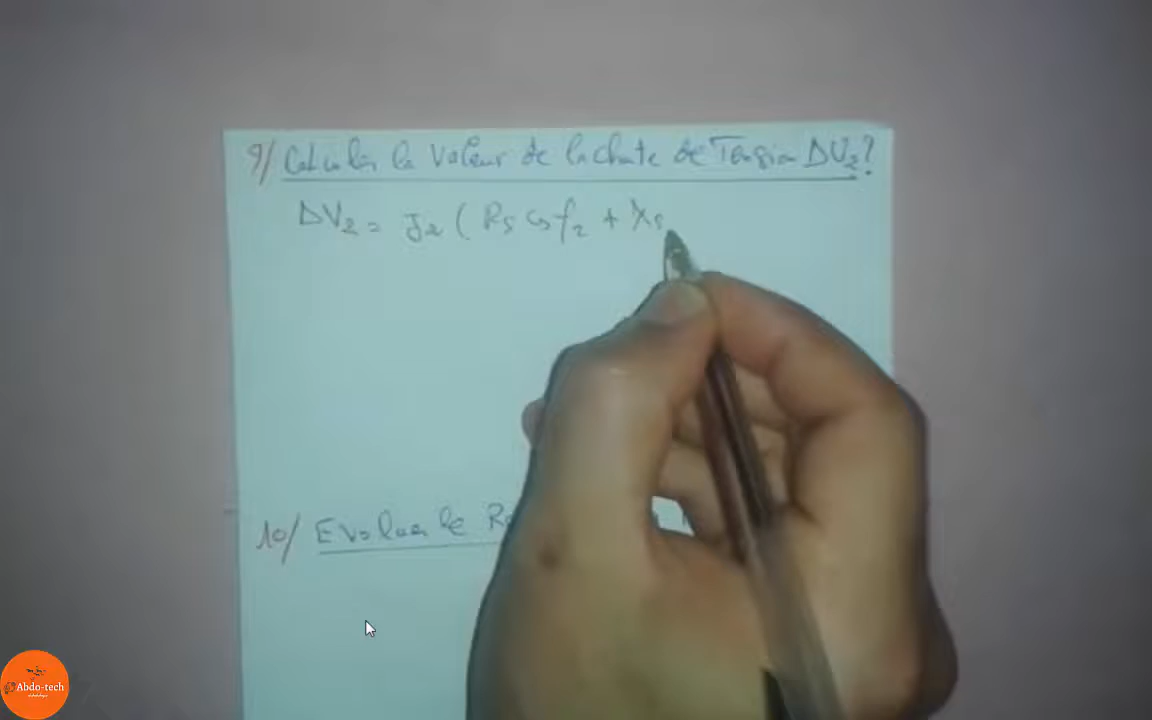 9/ Calculer la valeur de la chute de Tension ΔU₂?
ΔV₂ = I₂ ( Rs cos φ₂ + Xs
10/ Evaluer le R
Abdo-tech